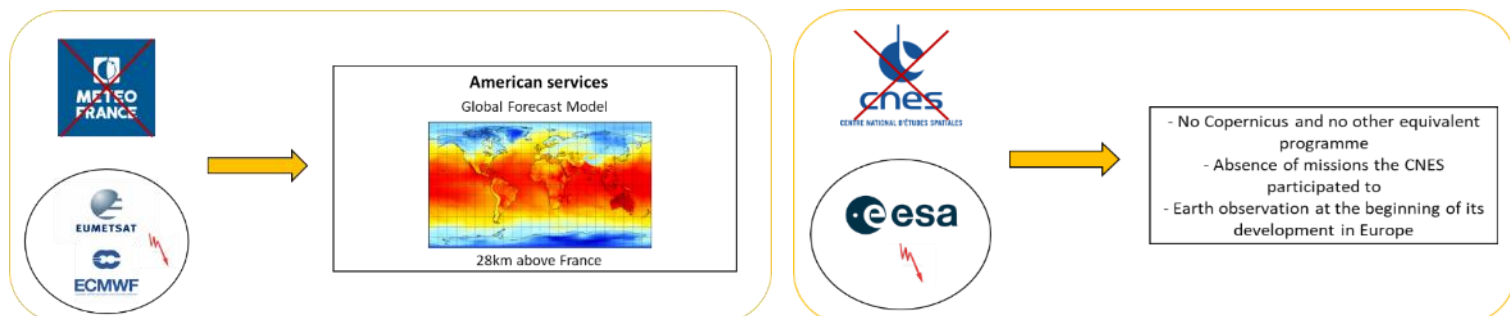 METEO
FRANCE
EUMETSAT
ECMWF
American services
Global Forecast Model
28km above France
cnes
CENTRE NATIONAL D'ÉTUDES SPATIALES
esa
- No Copernicus and no other equivalent
programme
- Absence of missions the CNES
participated to
- Earth observation at the beginning of its
development in Europe